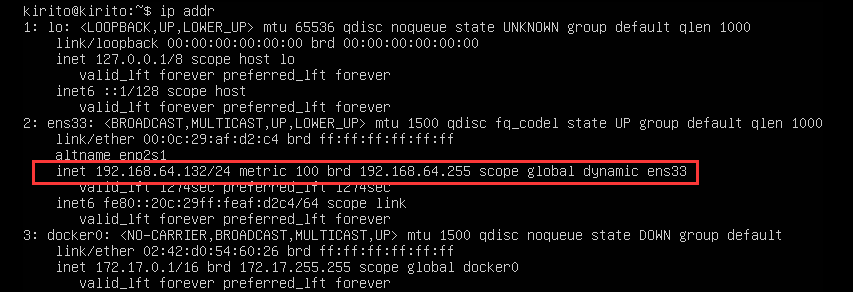 kirito@kirito:~$ ip addr
1: lo: <LOOPBACK,UP,LOWER_UP> mtu 65536 qdisc noqueue state UNKNOWN group default qlen 1000
link/loopback 00:00:00:00:00:00 brd 00:00:00:00:00:00
inet 127.0.0.1/8 scope host lo
valid_lft forever preferred_lft forever
inet6 ::1/128 scope host
valid_lft forever preferred_lft forever
2: ens33: <BROADCAST,MULTICAST,UP,LOWER_UP> mtu 1500 qdisc fq_codel state UP group default qlen 1000
link/ether 00:0c:29:af:d2:c4 brd ff:ff:ff:ff:ff:ff
altname enp2s1
inet 192.168.64.132/24 metric 100 brd 192.168.64.255 scope global dynamic ens33
valid_lft 1274sec preferred_lft 1274sec
inet6 fe80::20c:29ff:feaf:d2c4/64 scope link
valid_lft forever preferred_lft forever
3: docker0: <NO-CARRIER,BROADCAST,MULTICAST,UP> mtu 1500 qdisc noqueue state DOWN group default
link/ether 02:42:d0:54:60:26 brd ff:ff:ff:ff:ff:ff
inet 172.17.0.1/16 brd 172.17.255.255 scope global docker0
valid_lft forever preferred_lft forever